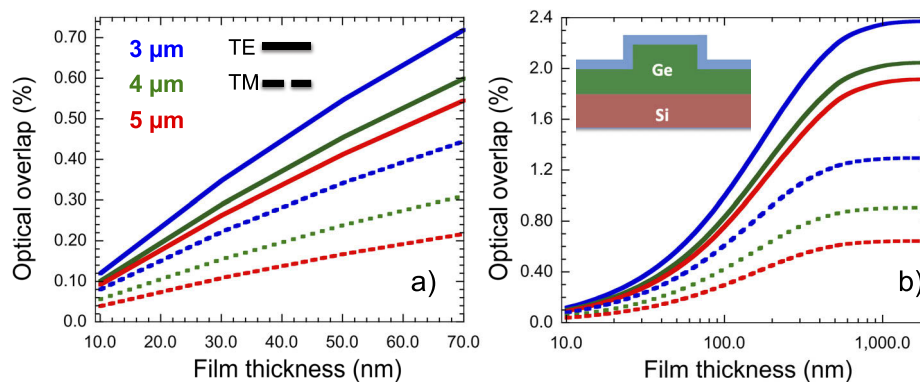 0.70
0.60
0.50
0.40
0.30
0.20
0.10
0.0
Optical overlap (%)
3 µm
4 µm
5 µm
TE
TM
a)
10.0 20.0 30.0 40.0 50.0 60.0 70.0
Film thickness (nm)
2.4
2.0
1.6
1.2
0.80
0.40
0.0
Optical overlap (%)
Ge
Si
b)
10.0 100.0 1,000.0
Film thickness (nm)